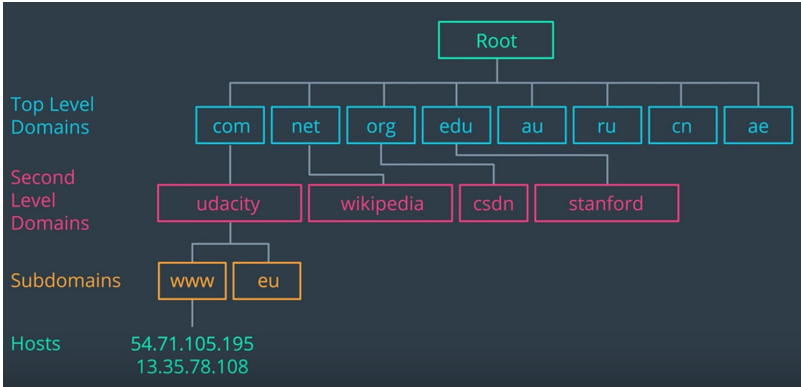 Root
Top Level
Domains
com net org edu au ru cn ae
Second
Level
Domains
udacity wikipedia csdn stanford
Subdomains
www eu
Hosts
54.71.105.195
13.35.78.108